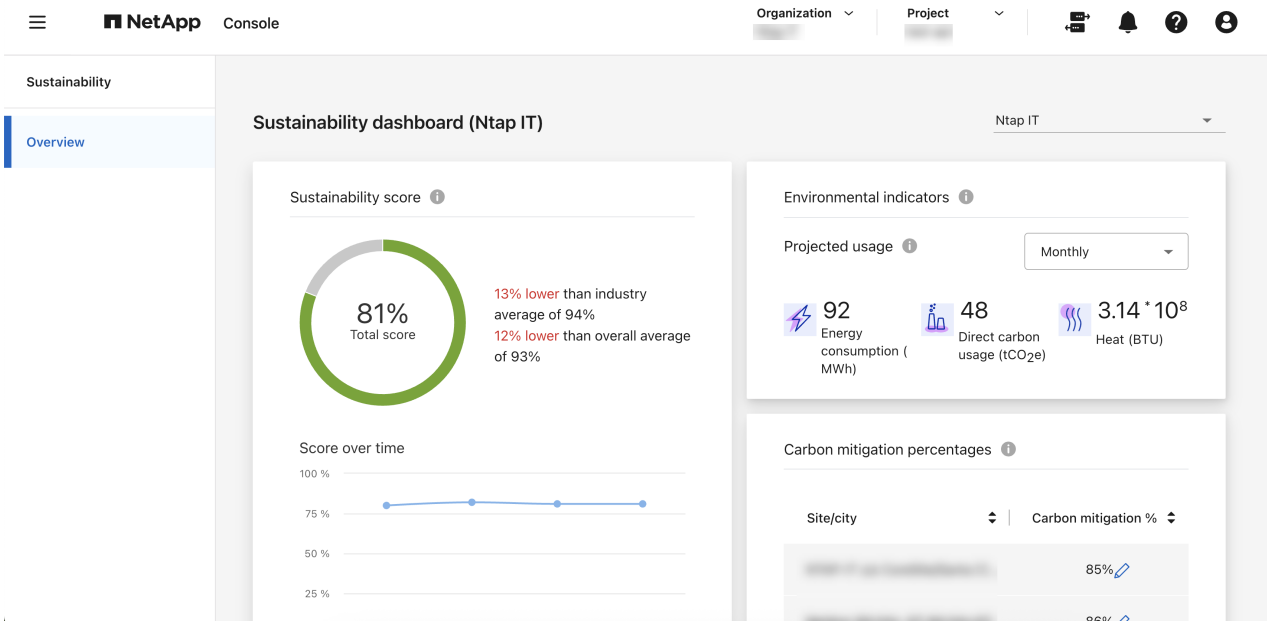 NetApp Console
Organization
Project
Sustainability
Overview
Sustainability dashboard (Ntap IT)
Ntap IT
Sustainability score
81%
Total score
13% lower than industry
average of 94%
12% lower than overall average
of 93%
Score over time
100 %
75 %
50 %
25 %
Environmental indicators
Projected usage
Monthly
92
Energy
consumption (
MWh)
48
Direct carbon
usage (tCO2e)
3.14 * 10⁸
Heat (BTU)
Carbon mitigation percentages
Site/city
Carbon mitigation %
85%
86%